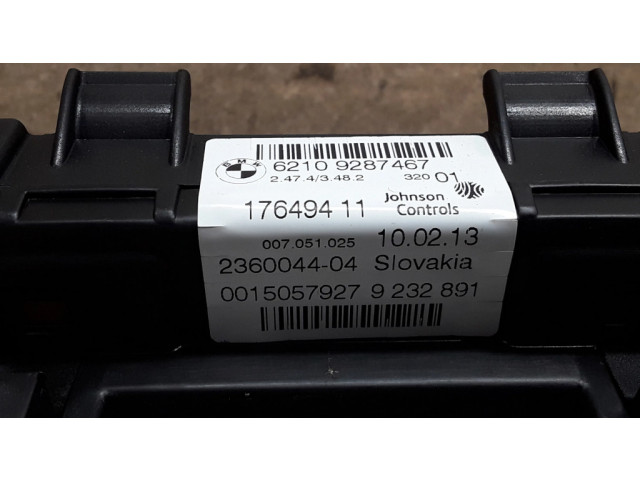 BMW
6210 9287467
2.47.4/3.48.2 320 01
176494 11 Johnson Controls
007.051.025 10.02.13
2360044-04 Slovakia
0015057927 9 232 891